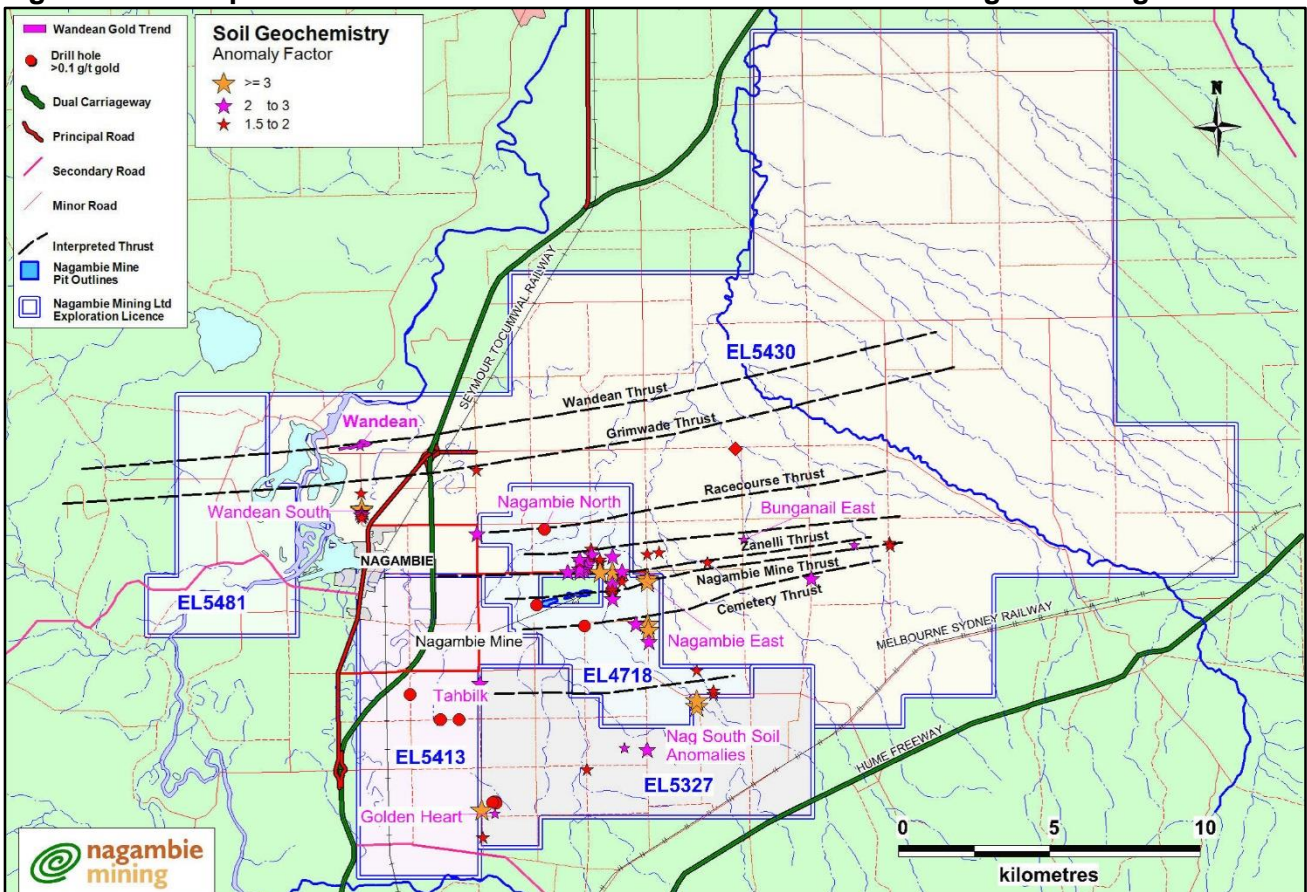 Wandean Gold Trend
Drill hole
>0.1 g/t gold
Dual Carriageway
Principal Road
Secondary Road
Minor Road
Interpreted Thrust
Nagambie Mine
Pit Outlines
Nagambie Mining Ltd
Exploration Licence
Soil Geochemistry
Anomaly Factor
>= 3
2 to 3
1.5 to 2
N
SEYMOUR TOCUMWAL RAILWAY
EL5430
Wandean Thrust
Grimwade Thrust
Wandean
Racecourse Thrust
Nagambie North
Bunganail East
Wandean South
Zanelli Thrust
NAGAMBIE
Nagambie Mine Thrust
EL5481
Cemetery Thrust
Nagambie Mine
Nagambie East
MELBOURNE SYDNEY RAILWAY
EL4718
Tahbilk
Nag South Soil
Anomalies
EL5413
HUME FREEWAY
EL5327
Golden Heart
0 5 10
kilometres
nagambie
mining